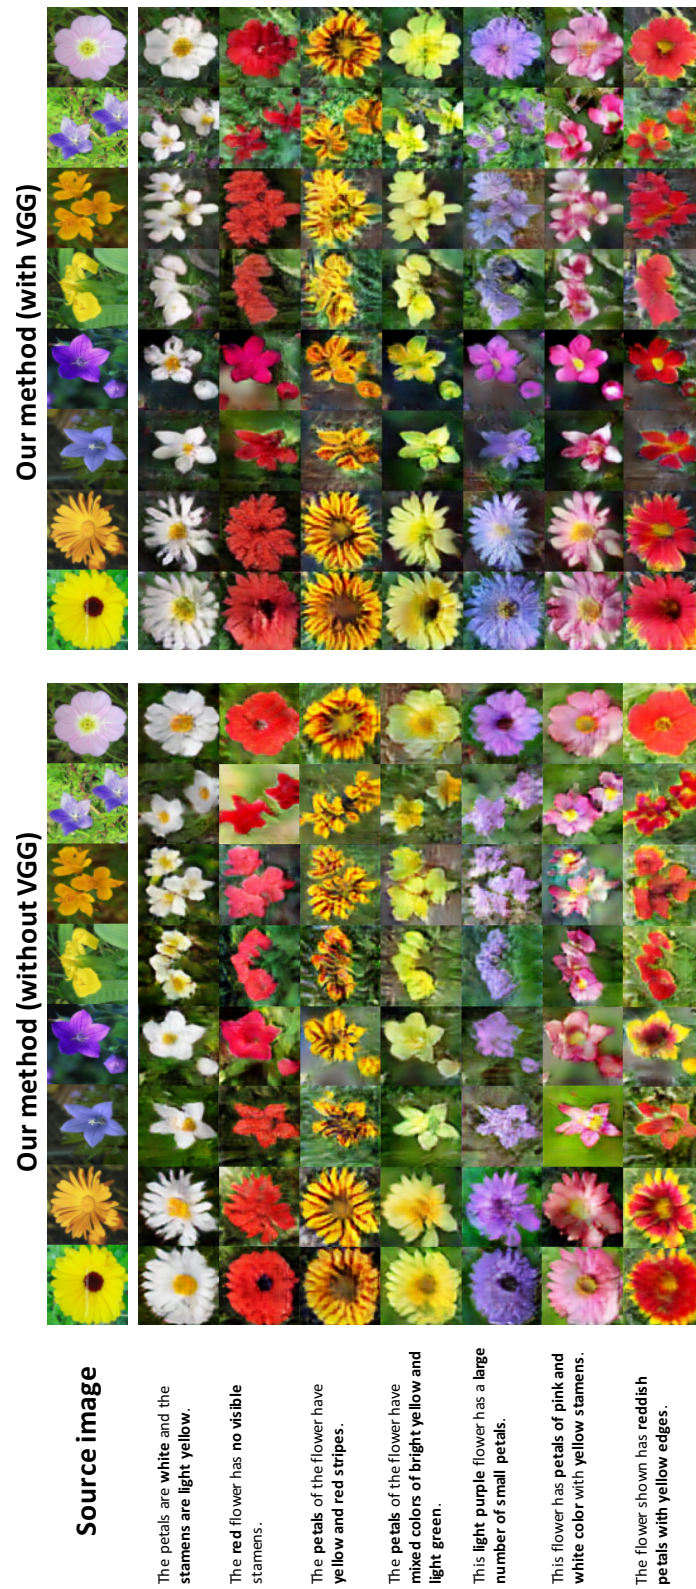 Source image
Our method (without VGG)
Our method (with VGG)
The petals are white and the
stamens are light yellow.
The red flower has no visible
stamens.
The petals of the flower have
yellow and red stripes.
The petals of the flower have
mixed colors of bright yellow and
light green.
This light purple flower has a large
number of small petals.
This flower has petals of pink and
white color with yellow stamens.
The flower shown has reddish
petals with yellow edges.